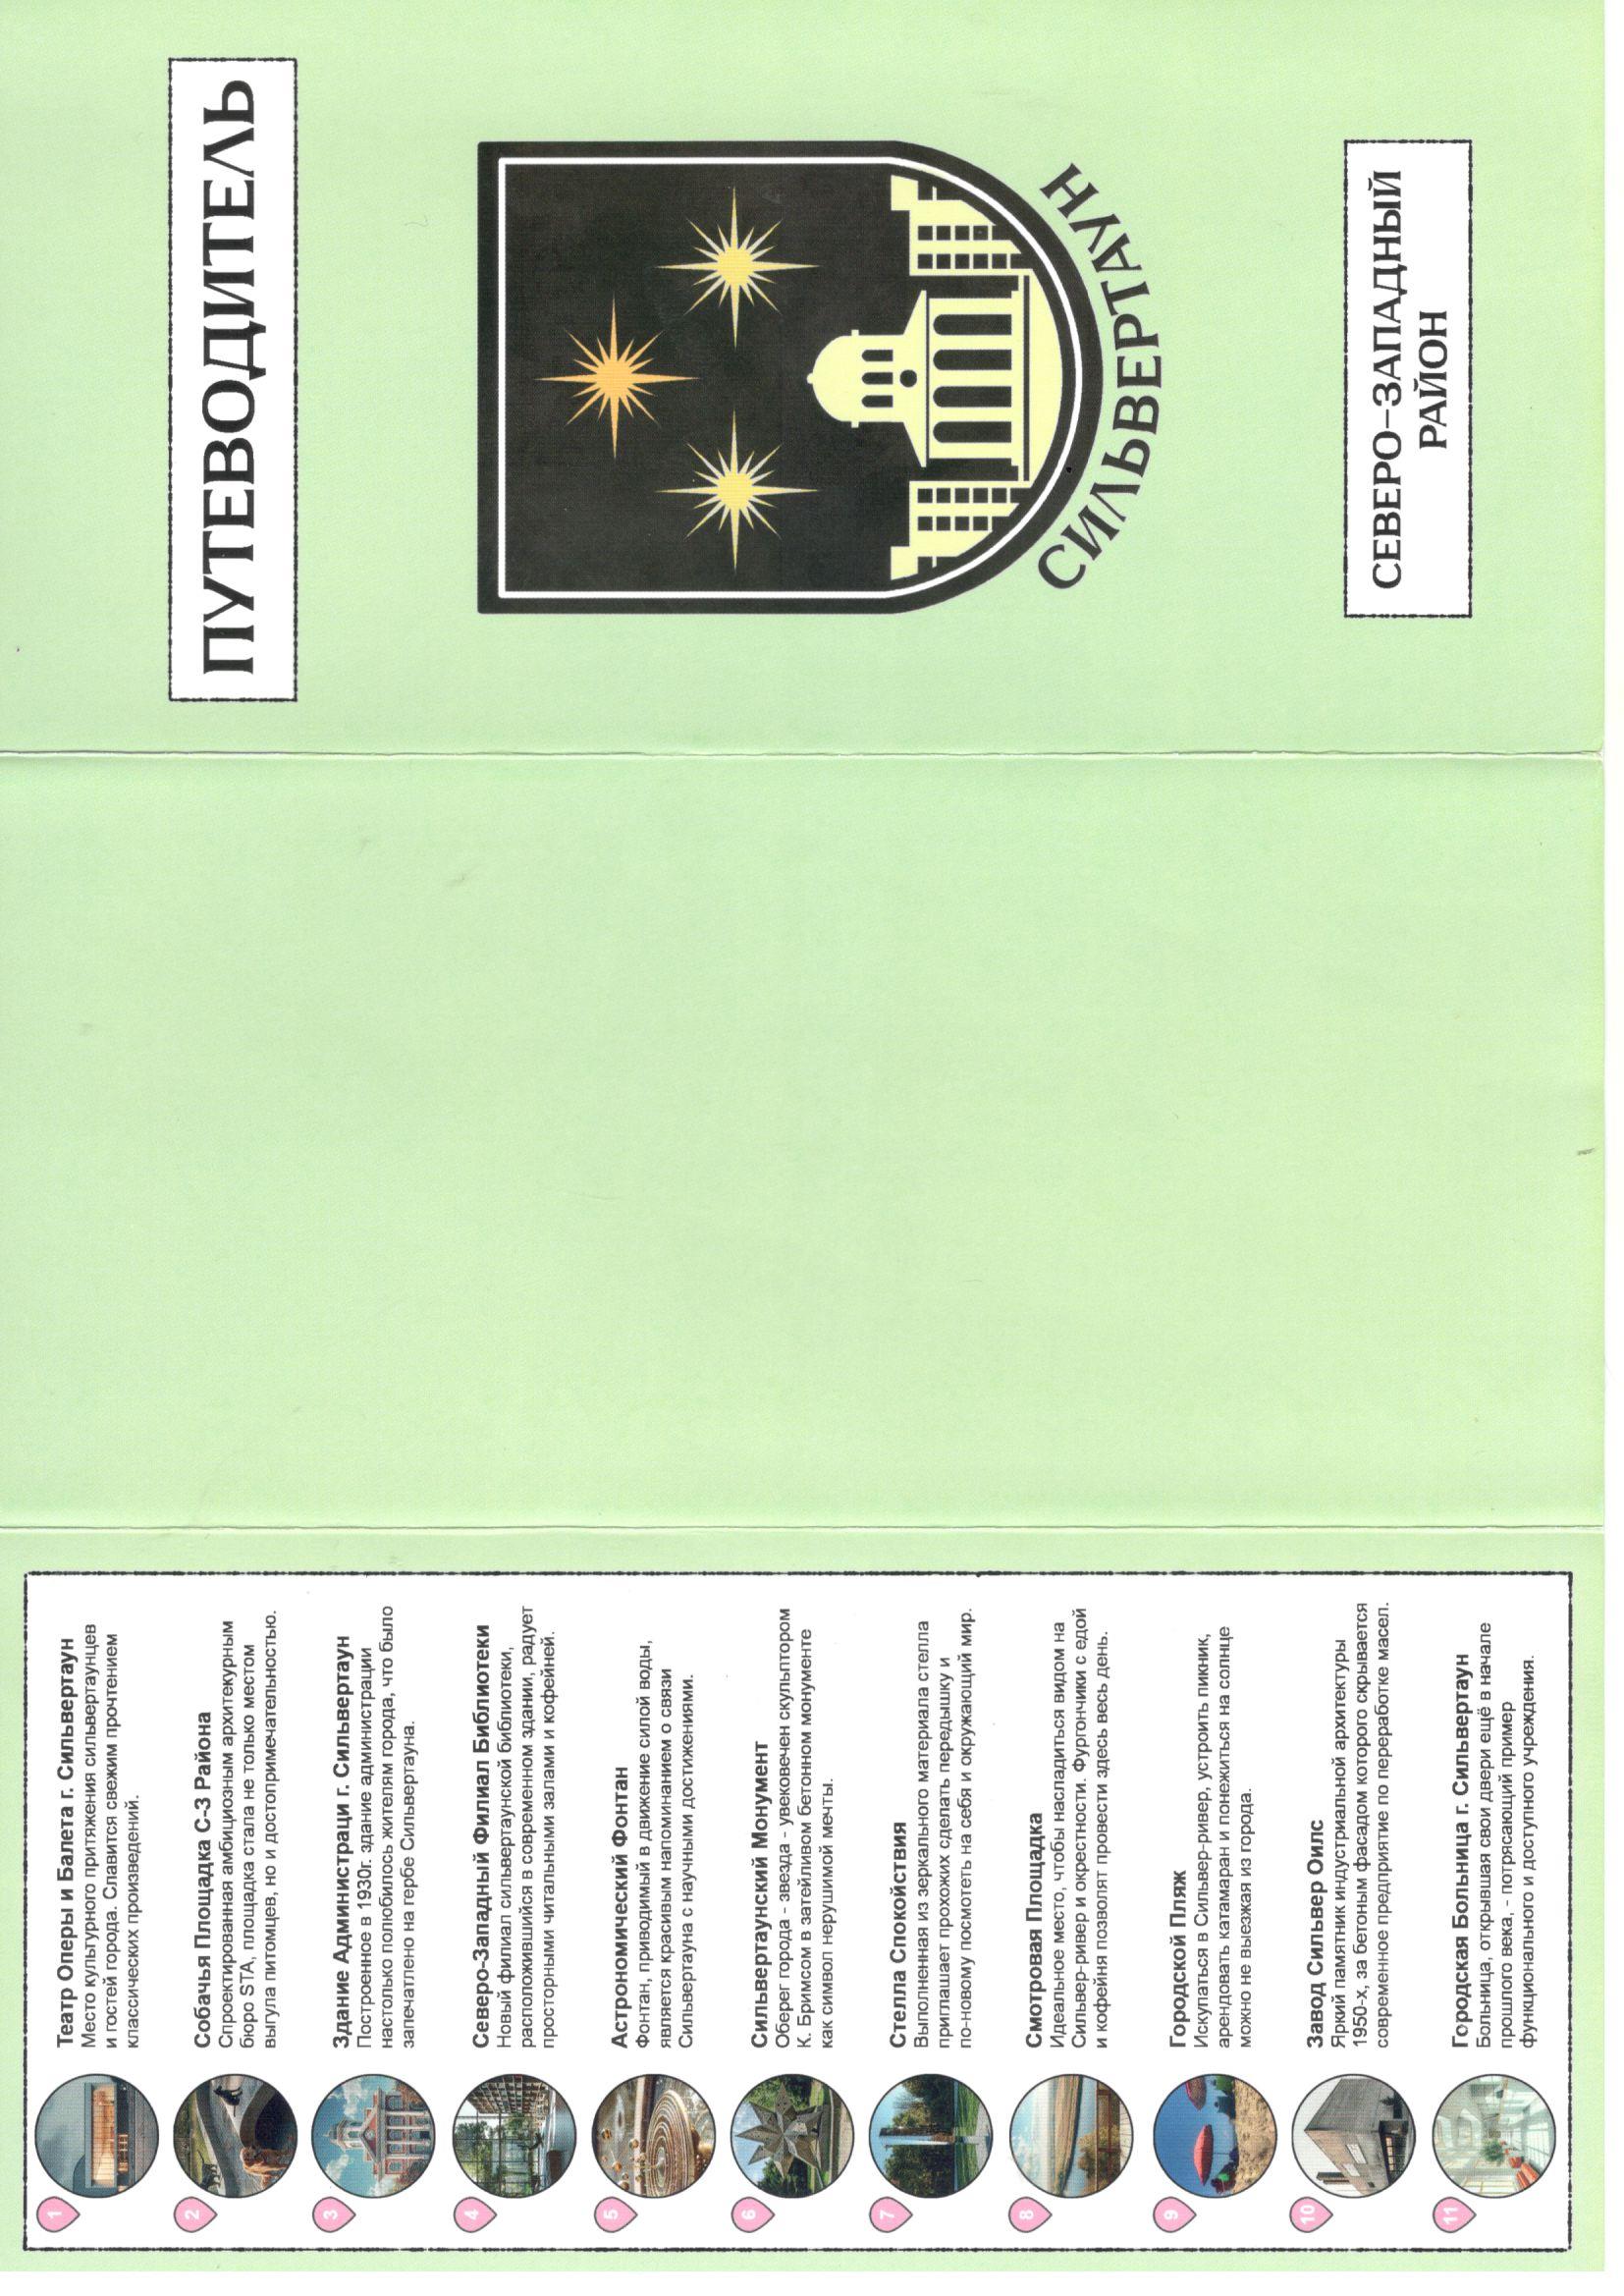 1
Театр Оперы и Балета г. Сильвертаун
Место культурного притяжения сильвертаунцев
и гостей города. Славится свежим прочтением
классических произведений.
2
Собачья Площадка С-З Района
Спроектированная амбициозным архитекурным
бюро STA, площадка стала не только местом
выгула питомцев, но и достопримечательностью.
3
Здание Администраци г. Сильвертаун
Построенное в 1930г. здание администрации
настолько полюбилось жителям города, что было
запечатлено на гербе Сильвертауна.
4
Северо-Западный Филиал Библиотеки
Новый филиал сильвертаунской библиотеки,
расположившийся в современном здании, радует
просторными читальными залами и кофейней.
5
Астрономический Фонтан
Фонтан, приводимый в движение силой воды,
является красивым напоминанием о связи
Сильвертауна с научными достижениями.
6
Сильвертаунский Монумент
Оберег города - звезда - увековечен скульптором
К. Бримсом в затейливом бетонном монументе
как символ нерушимой мечты.
7
Стелла Спокойствия
Выполненная из зеркального материала стелла
приглашает прохожих сделать передышку и
по-новому посмотеть на себя и окружающий мир.
8
Смотровая Площадка
Идеальное место, чтобы насладиться видом на
Сильвер-ривер и окрестности. Фургончики с едой
и кофейня позволят провести здесь весь день.
9
Городской Пляж
Искупаться в Сильвер-ривер, устроить пикник,
арендовать катамаран и понежиться на солнце
можно не выезжая из города.
10
Завод Сильвер Оилс
Яркий памятник индустриальной архитектуры
1950-х, за бетоным фасадом которого скрывается
современное предприятие по переработке масел.
11
Городская Больница г. Сильвертаун
Больница, открывшая свои двери ещё в начале
прошлого века, - потрясающий пример
функционального и доступного учреждения.
ПУТЕВОДИТЕЛЬ
СИЛЬВЕРТАУН
СЕВЕРО-ЗАПАДНЫЙ
РАЙОН